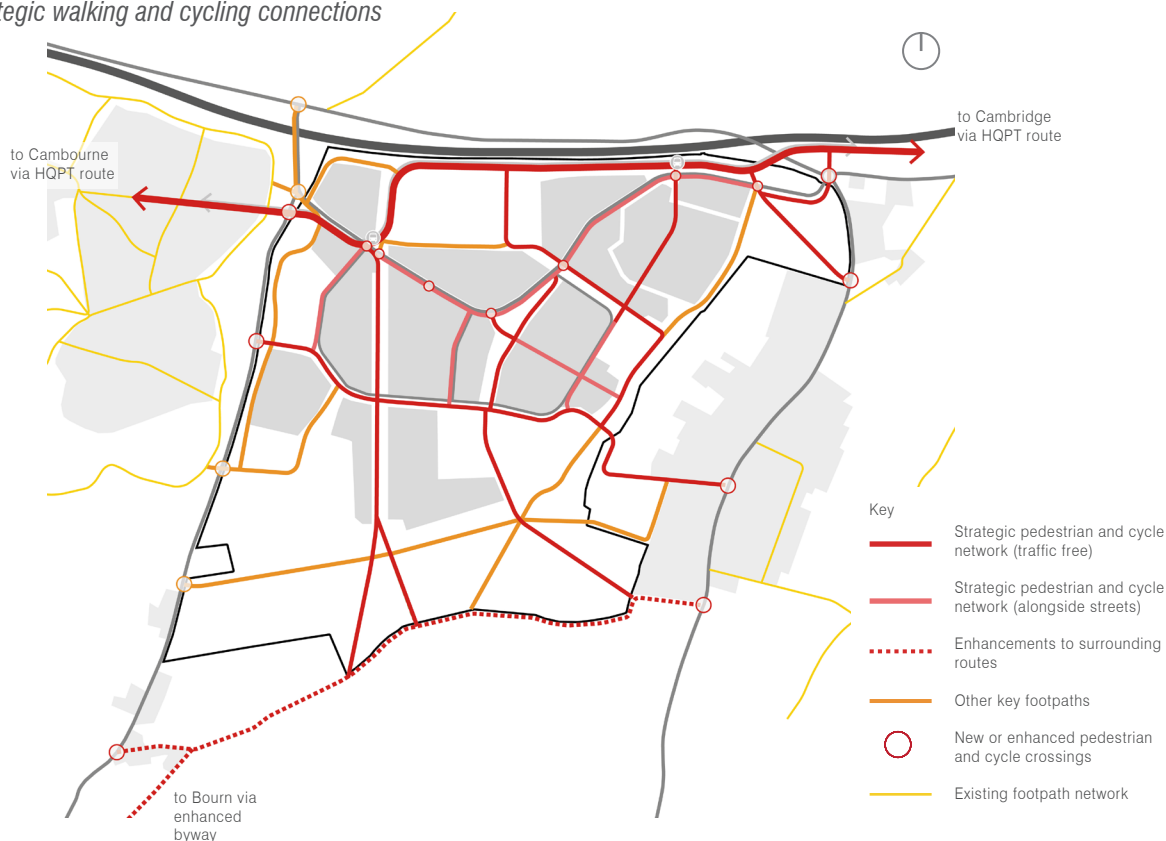 tegic walking and cycling connections
to Cambridge
via HQPT route
to Cambourne
via HQPT route
Key
Strategic pedestrian and cycle
network (traffic free)
Strategic pedestrian and cycle
network (alongside streets)
Enhancements to surrounding
routes
Other key footpaths
New or enhanced pedestrian
and cycle crossings
Existing footpath network
to Bourn via
enhanced
byway